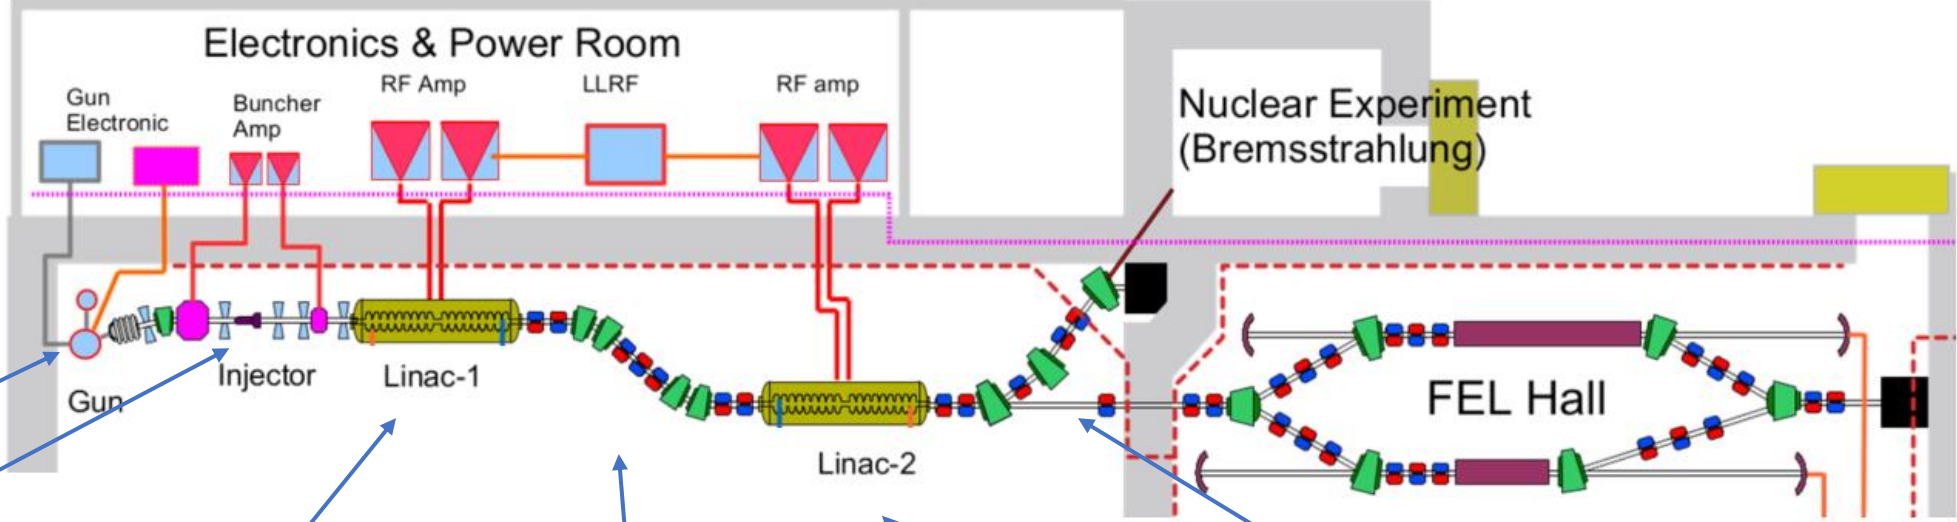 Electronics & Power Room
RF Amp
LLRF
RF amp
Gun
Electronic
Buncher
Amp
Nuclear Experiment
(Bremsstrahlung)
Injector
Linac-1
Gun
FEL Hall
Linac-2